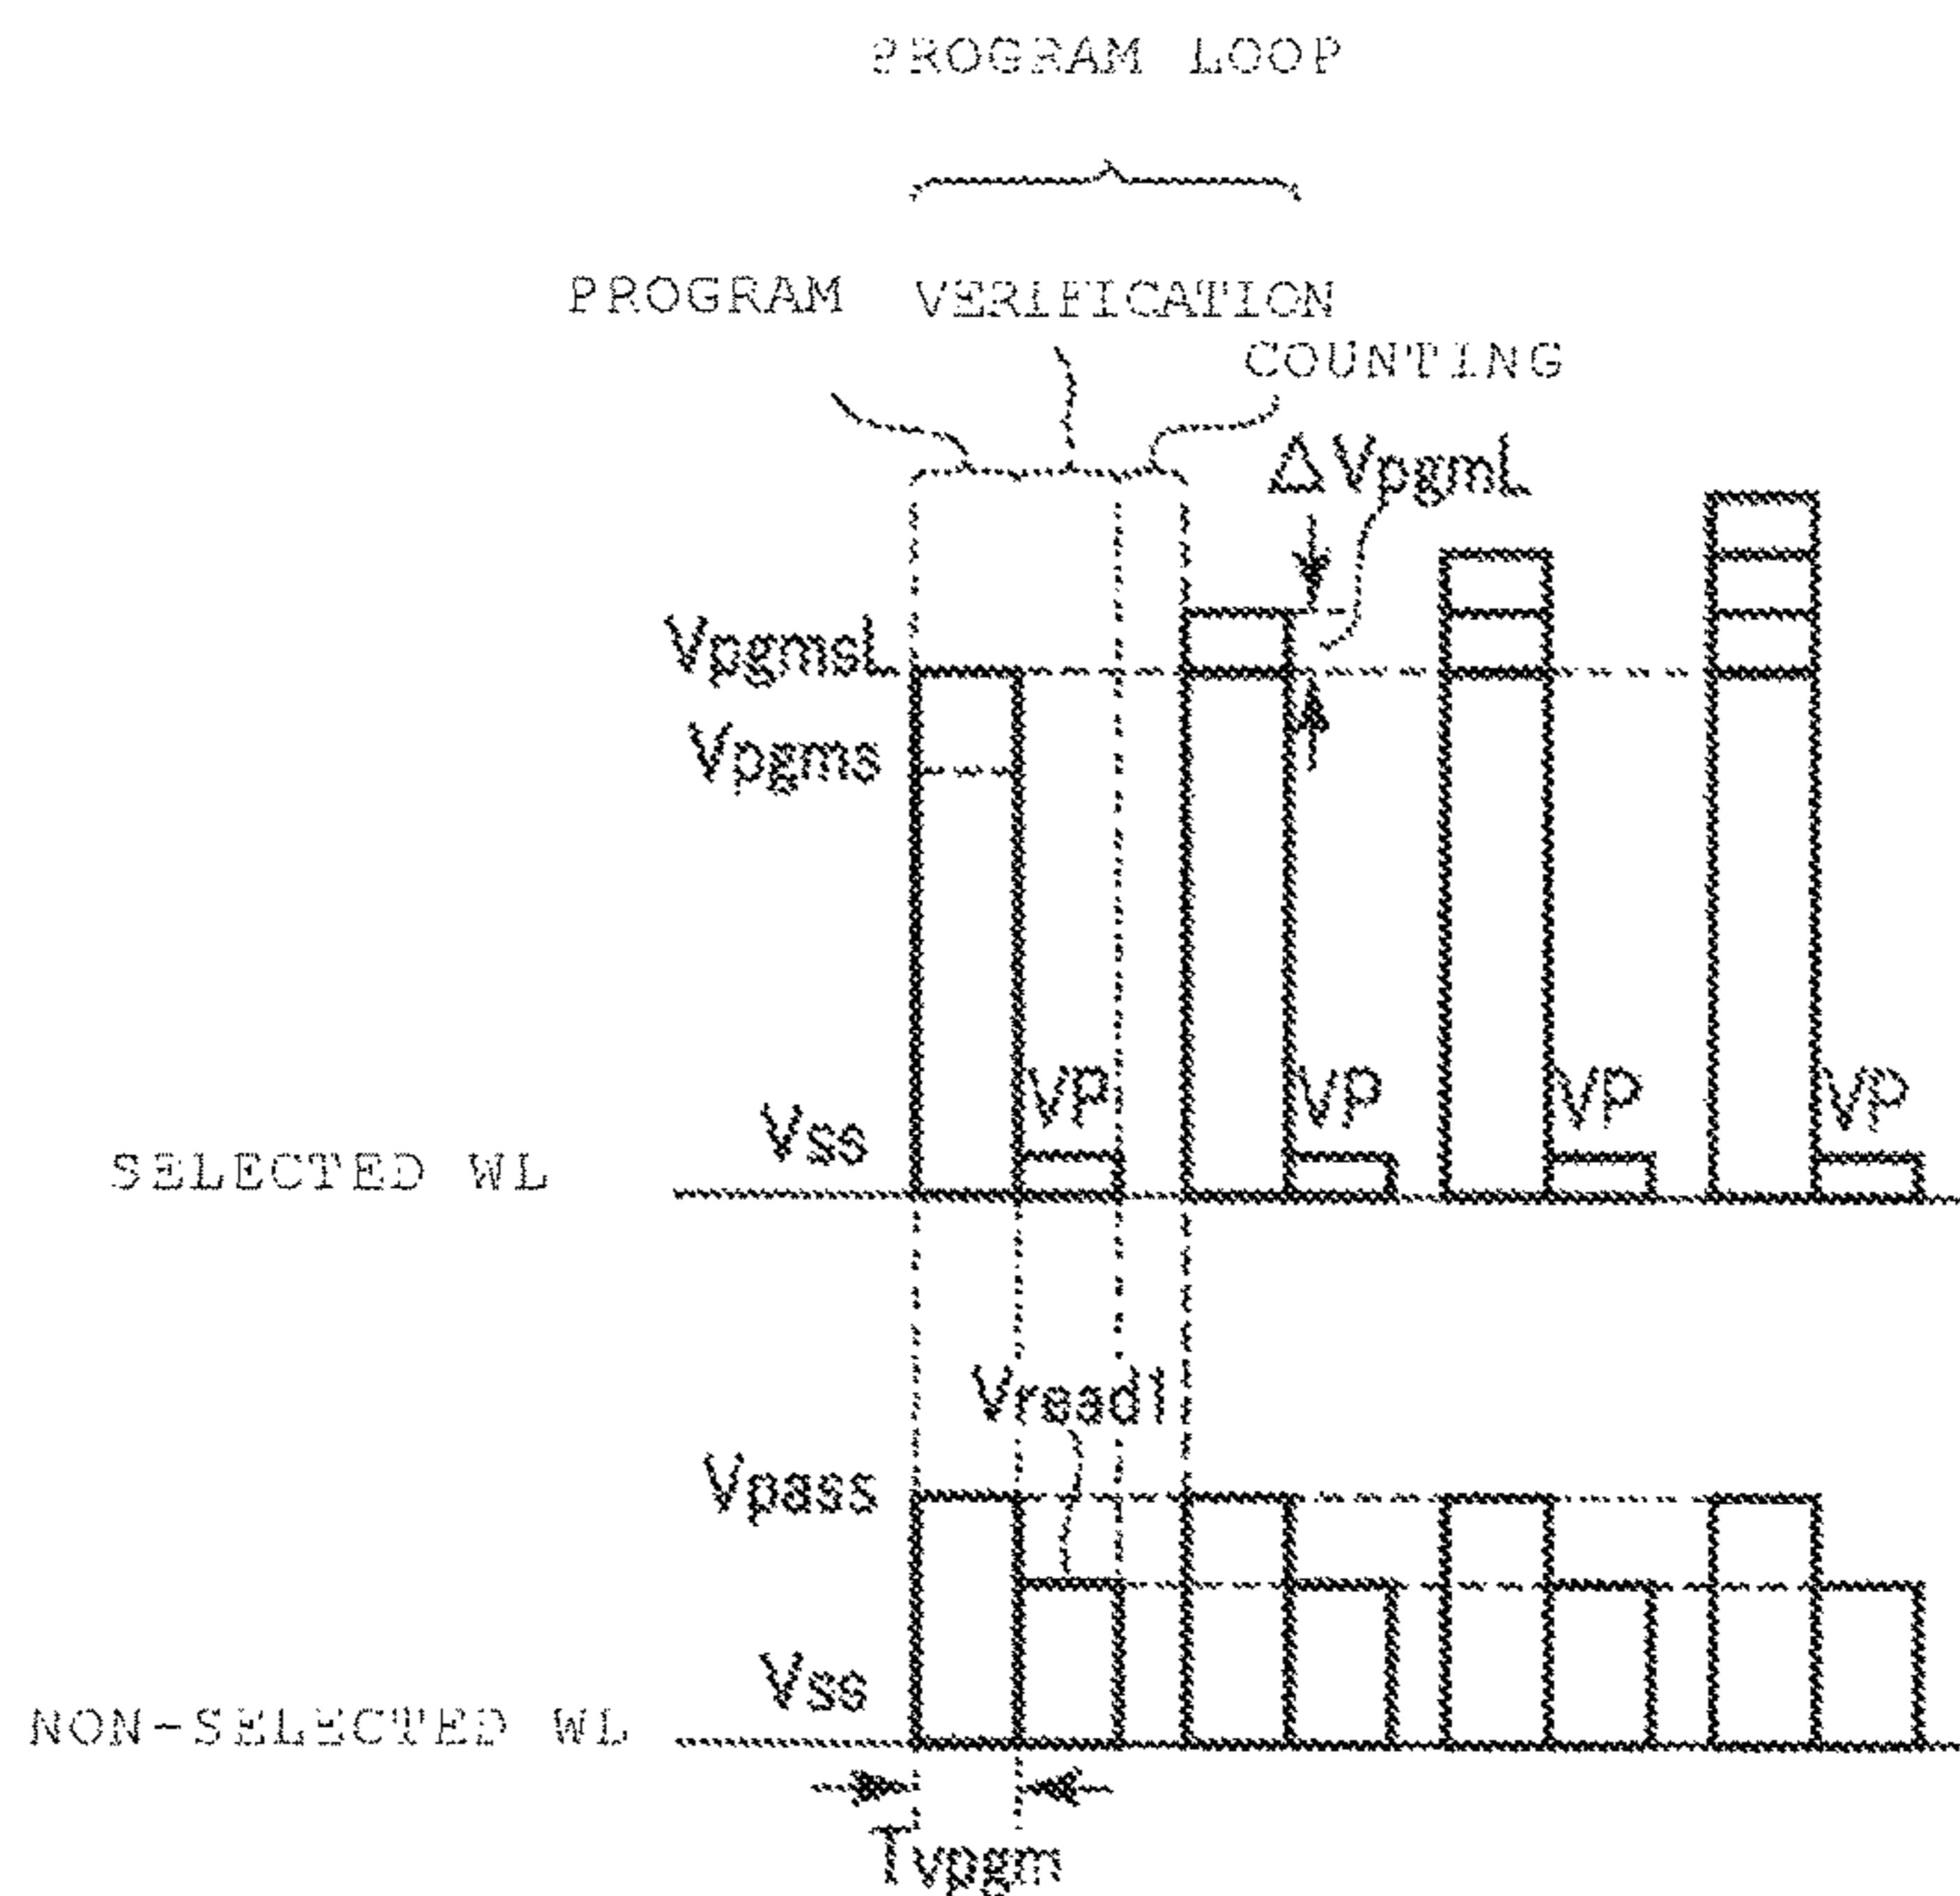 PROGRAM LOOP
PROGRAM VERIFICATION
COUNTING
ΔVpgmL
VpgmsL
Vpgms
VP VP VP VP
Vss
SELECTED WL
Vread1
Vpass
Vss
NON-SELECTED WL
Tvpgm